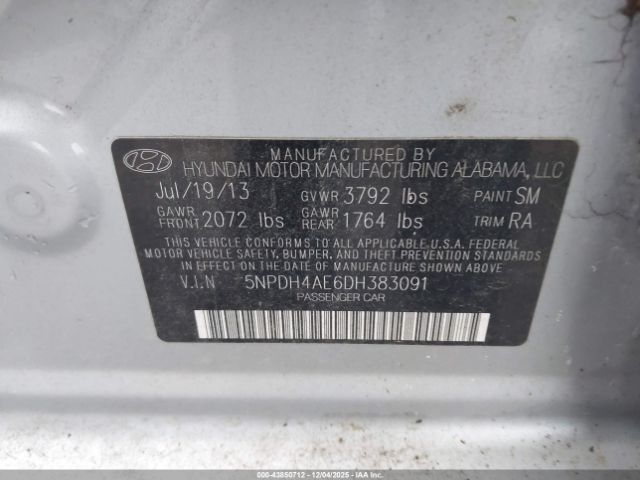 MANUFACTURED BY
HYUNDAI MOTOR MANUFACTURING ALABAMA, LLC
Jul/19/13 GVWR 3792 lbs PAINT SM
GAWR FRONT 2072 lbs GAWR REAR 1764 lbs TRIM RA
THIS VEHICLE CONFORMS TO ALL APPLICABLE U.S.A. FEDERAL
MOTOR VEHICLE SAFETY, BUMPER, AND THEFT PREVENTION STANDARDS
IN EFFECT ON THE DATE OF MANUFACTURE SHOWN ABOVE.
V.I.N 5NPDH4AE6DH383091
PASSENGER CAR
000-43850712 - 12/04/2025 - COPART